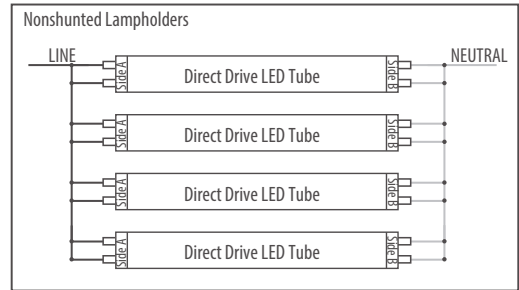 Nonshunted Lampholders
LINE
NEUTRAL
Side A
Direct Drive LED Tube
Side B
Side A
Direct Drive LED Tube
Side B
Side A
Direct Drive LED Tube
Side B
Side A
Direct Drive LED Tube
Side B